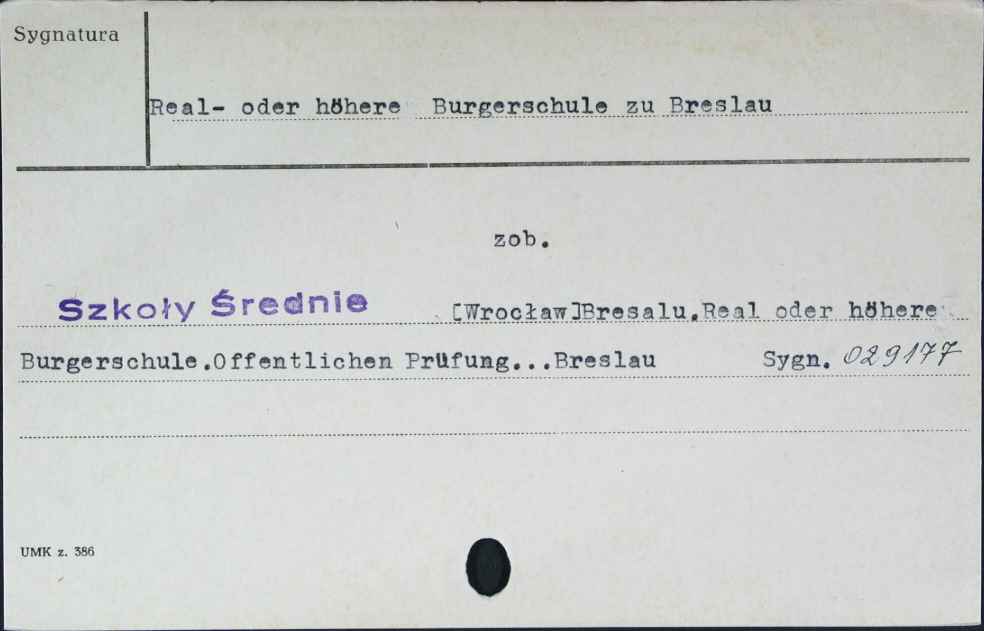 Sygnatura
Real- oder höhere Burgerschule zu Breslau
zob.
Szkoły Średnie [Wrocław]Bresalu.Real oder höhere
Burgerschule.Offentlichen Prüfung...Breslau Sygn. 029177
UMK z. 386